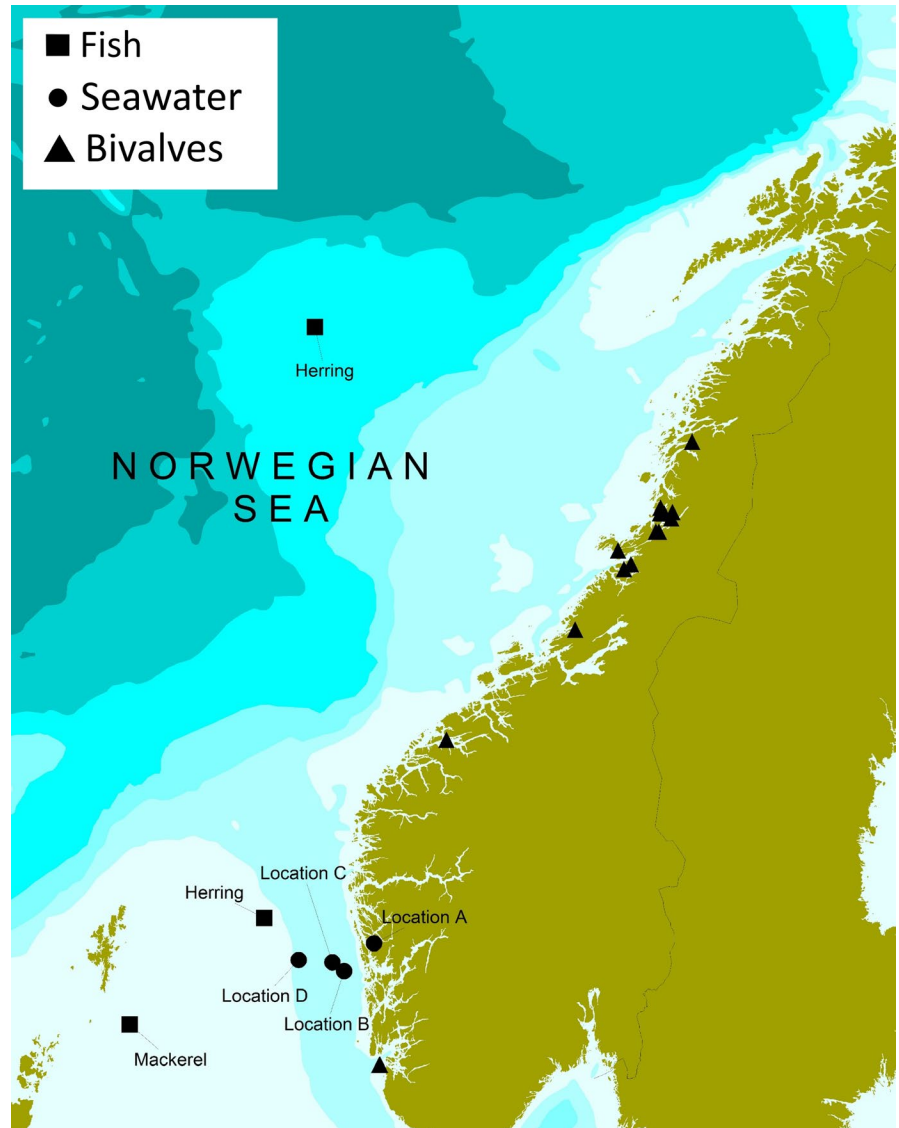 Fish
Seawater
Bivalves
Herring
NORWEGIAN
SEA
Location C
Herring
Location A
Location D
Location B
Mackerel